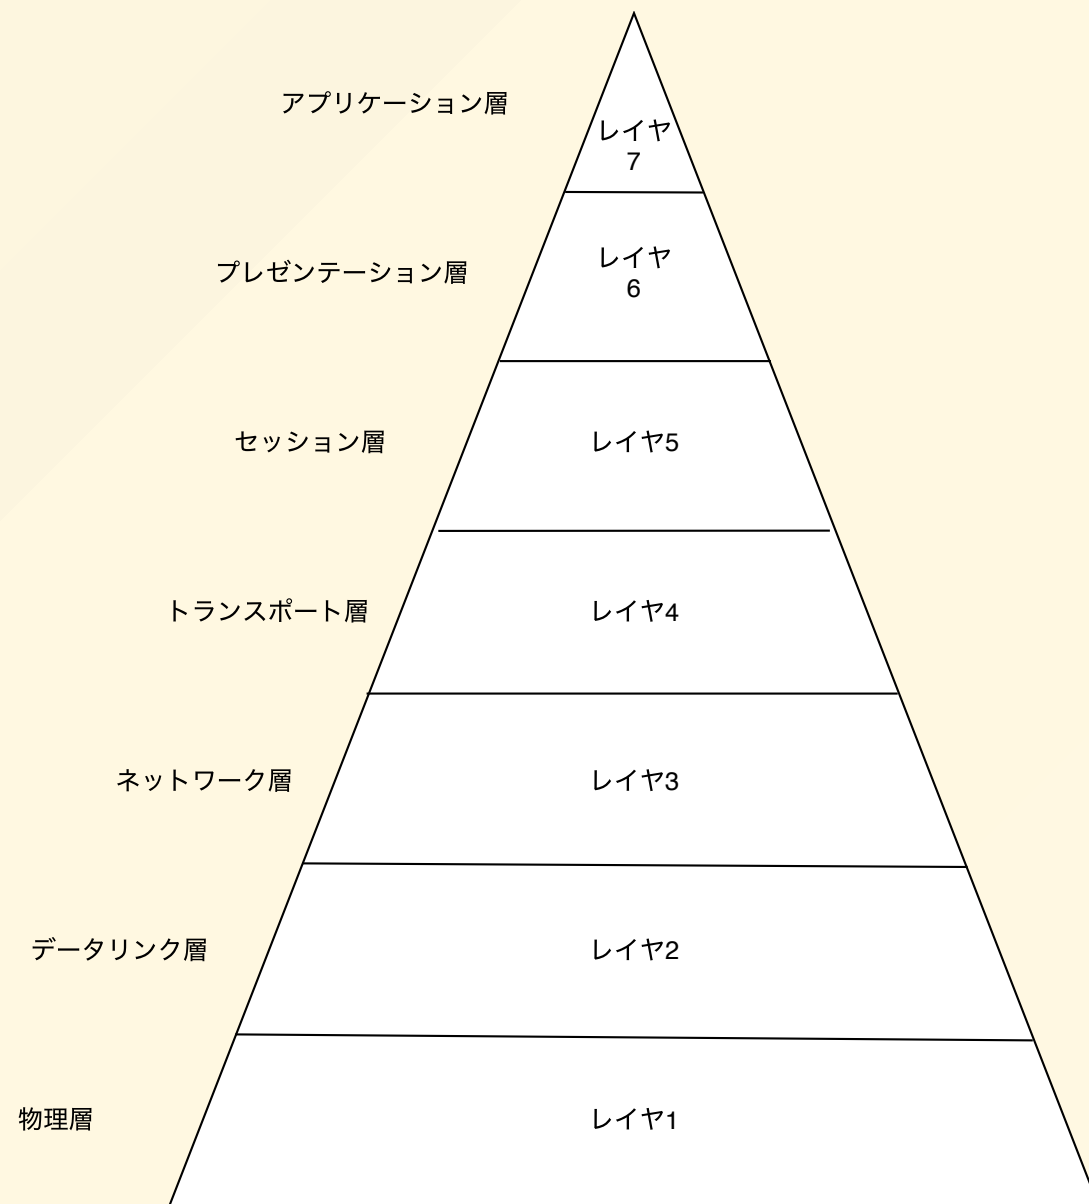 アプリケーション層
レイヤ
7
プレゼンテーション層
レイヤ
6
セッション層
レイヤ5
トランスポート層
レイヤ4
ネットワーク層
レイヤ3
データリンク層
レイヤ2
物理層
レイヤ1